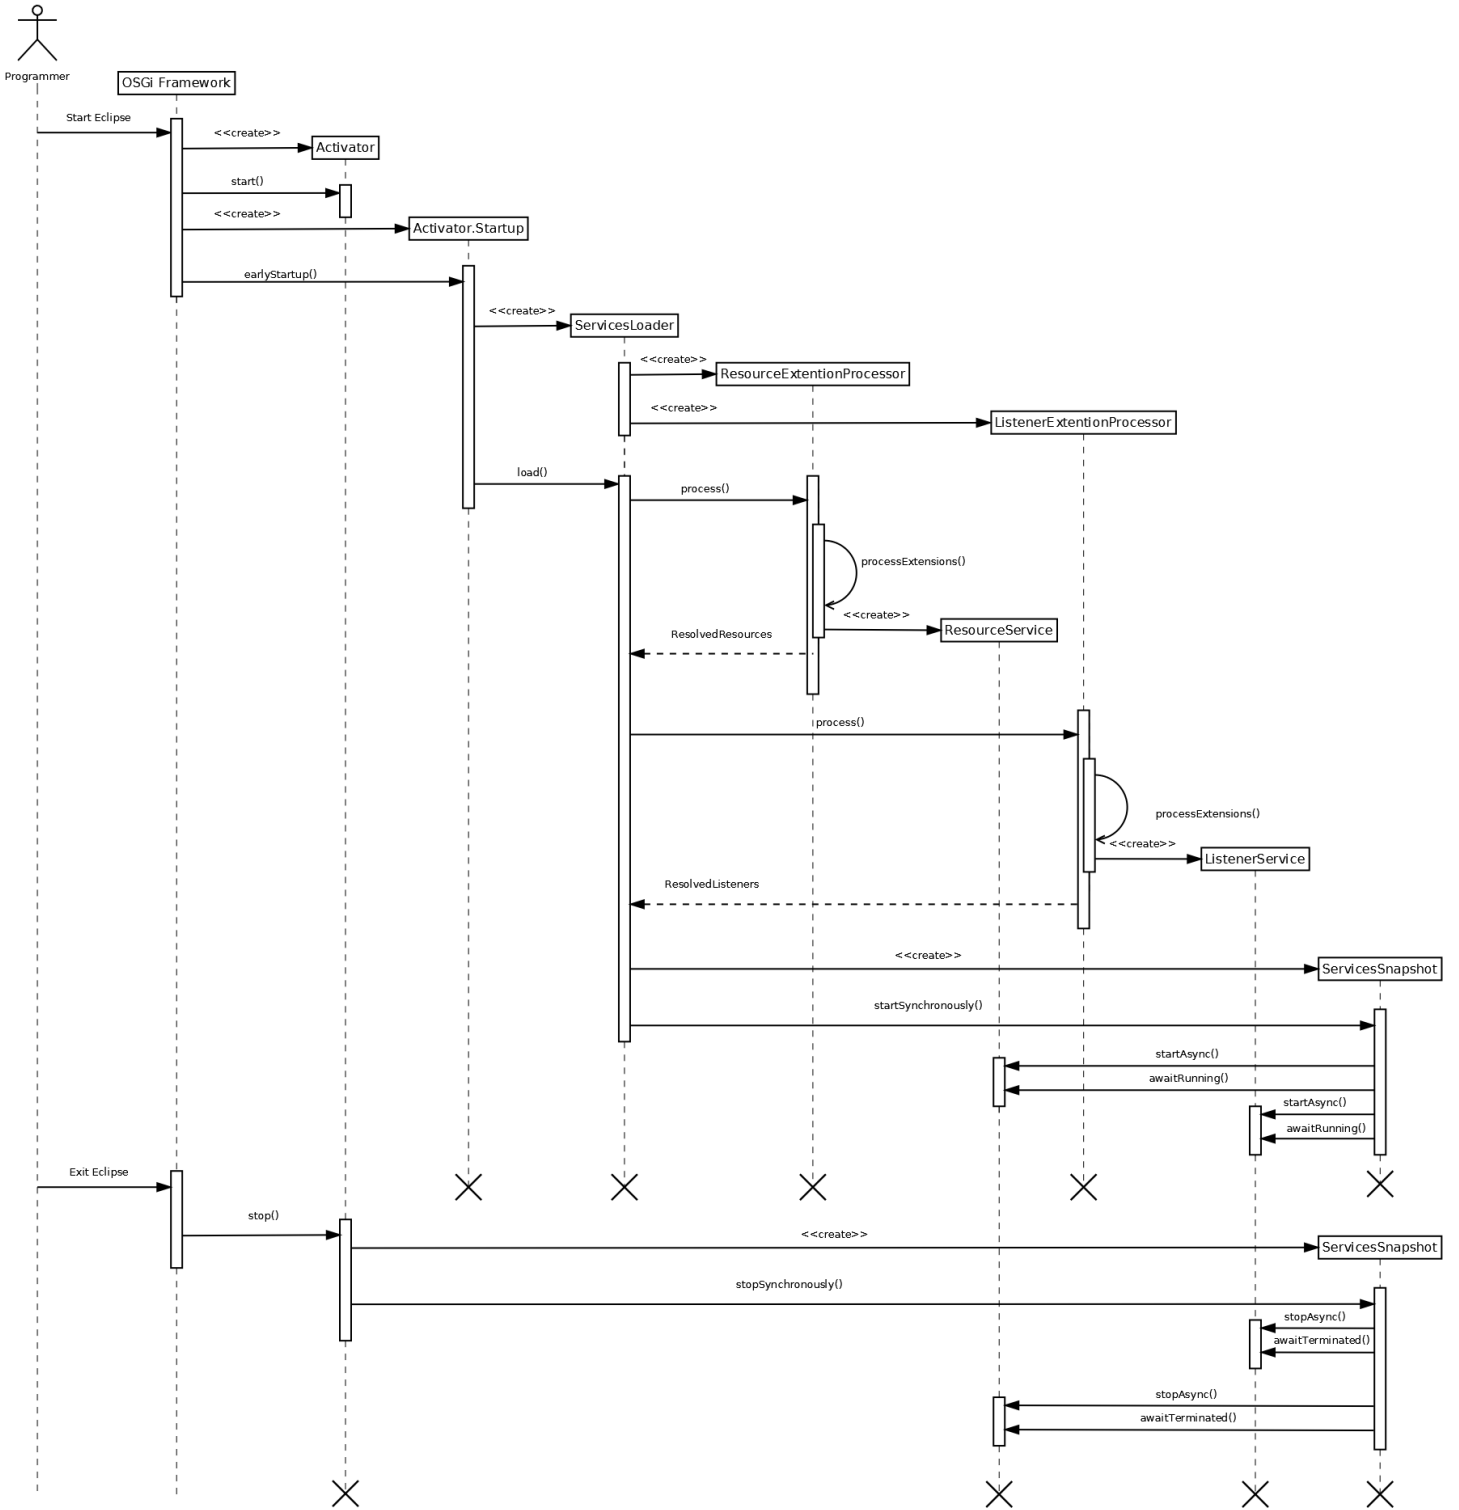 Programmer
OSGi Framework
Start Eclipse
<<create>>
Activator
start()
<<create>>
Activator.Startup
earlyStartup()
<<create>>
ServicesLoader
<<create>>
ResourceExtentionProcessor
<<create>>
ListenerExtentionProcessor
load()
process()
processExtensions()
<<create>>
ResourceService
ResolvedResources
process()
processExtensions()
<<create>>
ListenerService
ResolvedListeners
<<create>>
ServicesSnapshot
startSynchronously()
startAsync()
awaitRunning()
startAsync()
awaitRunning()
Exit Eclipse
stop()
<<create>>
ServicesSnapshot
stopSynchronously()
stopAsync()
awaitTerminated()
stopAsync()
awaitTerminated()